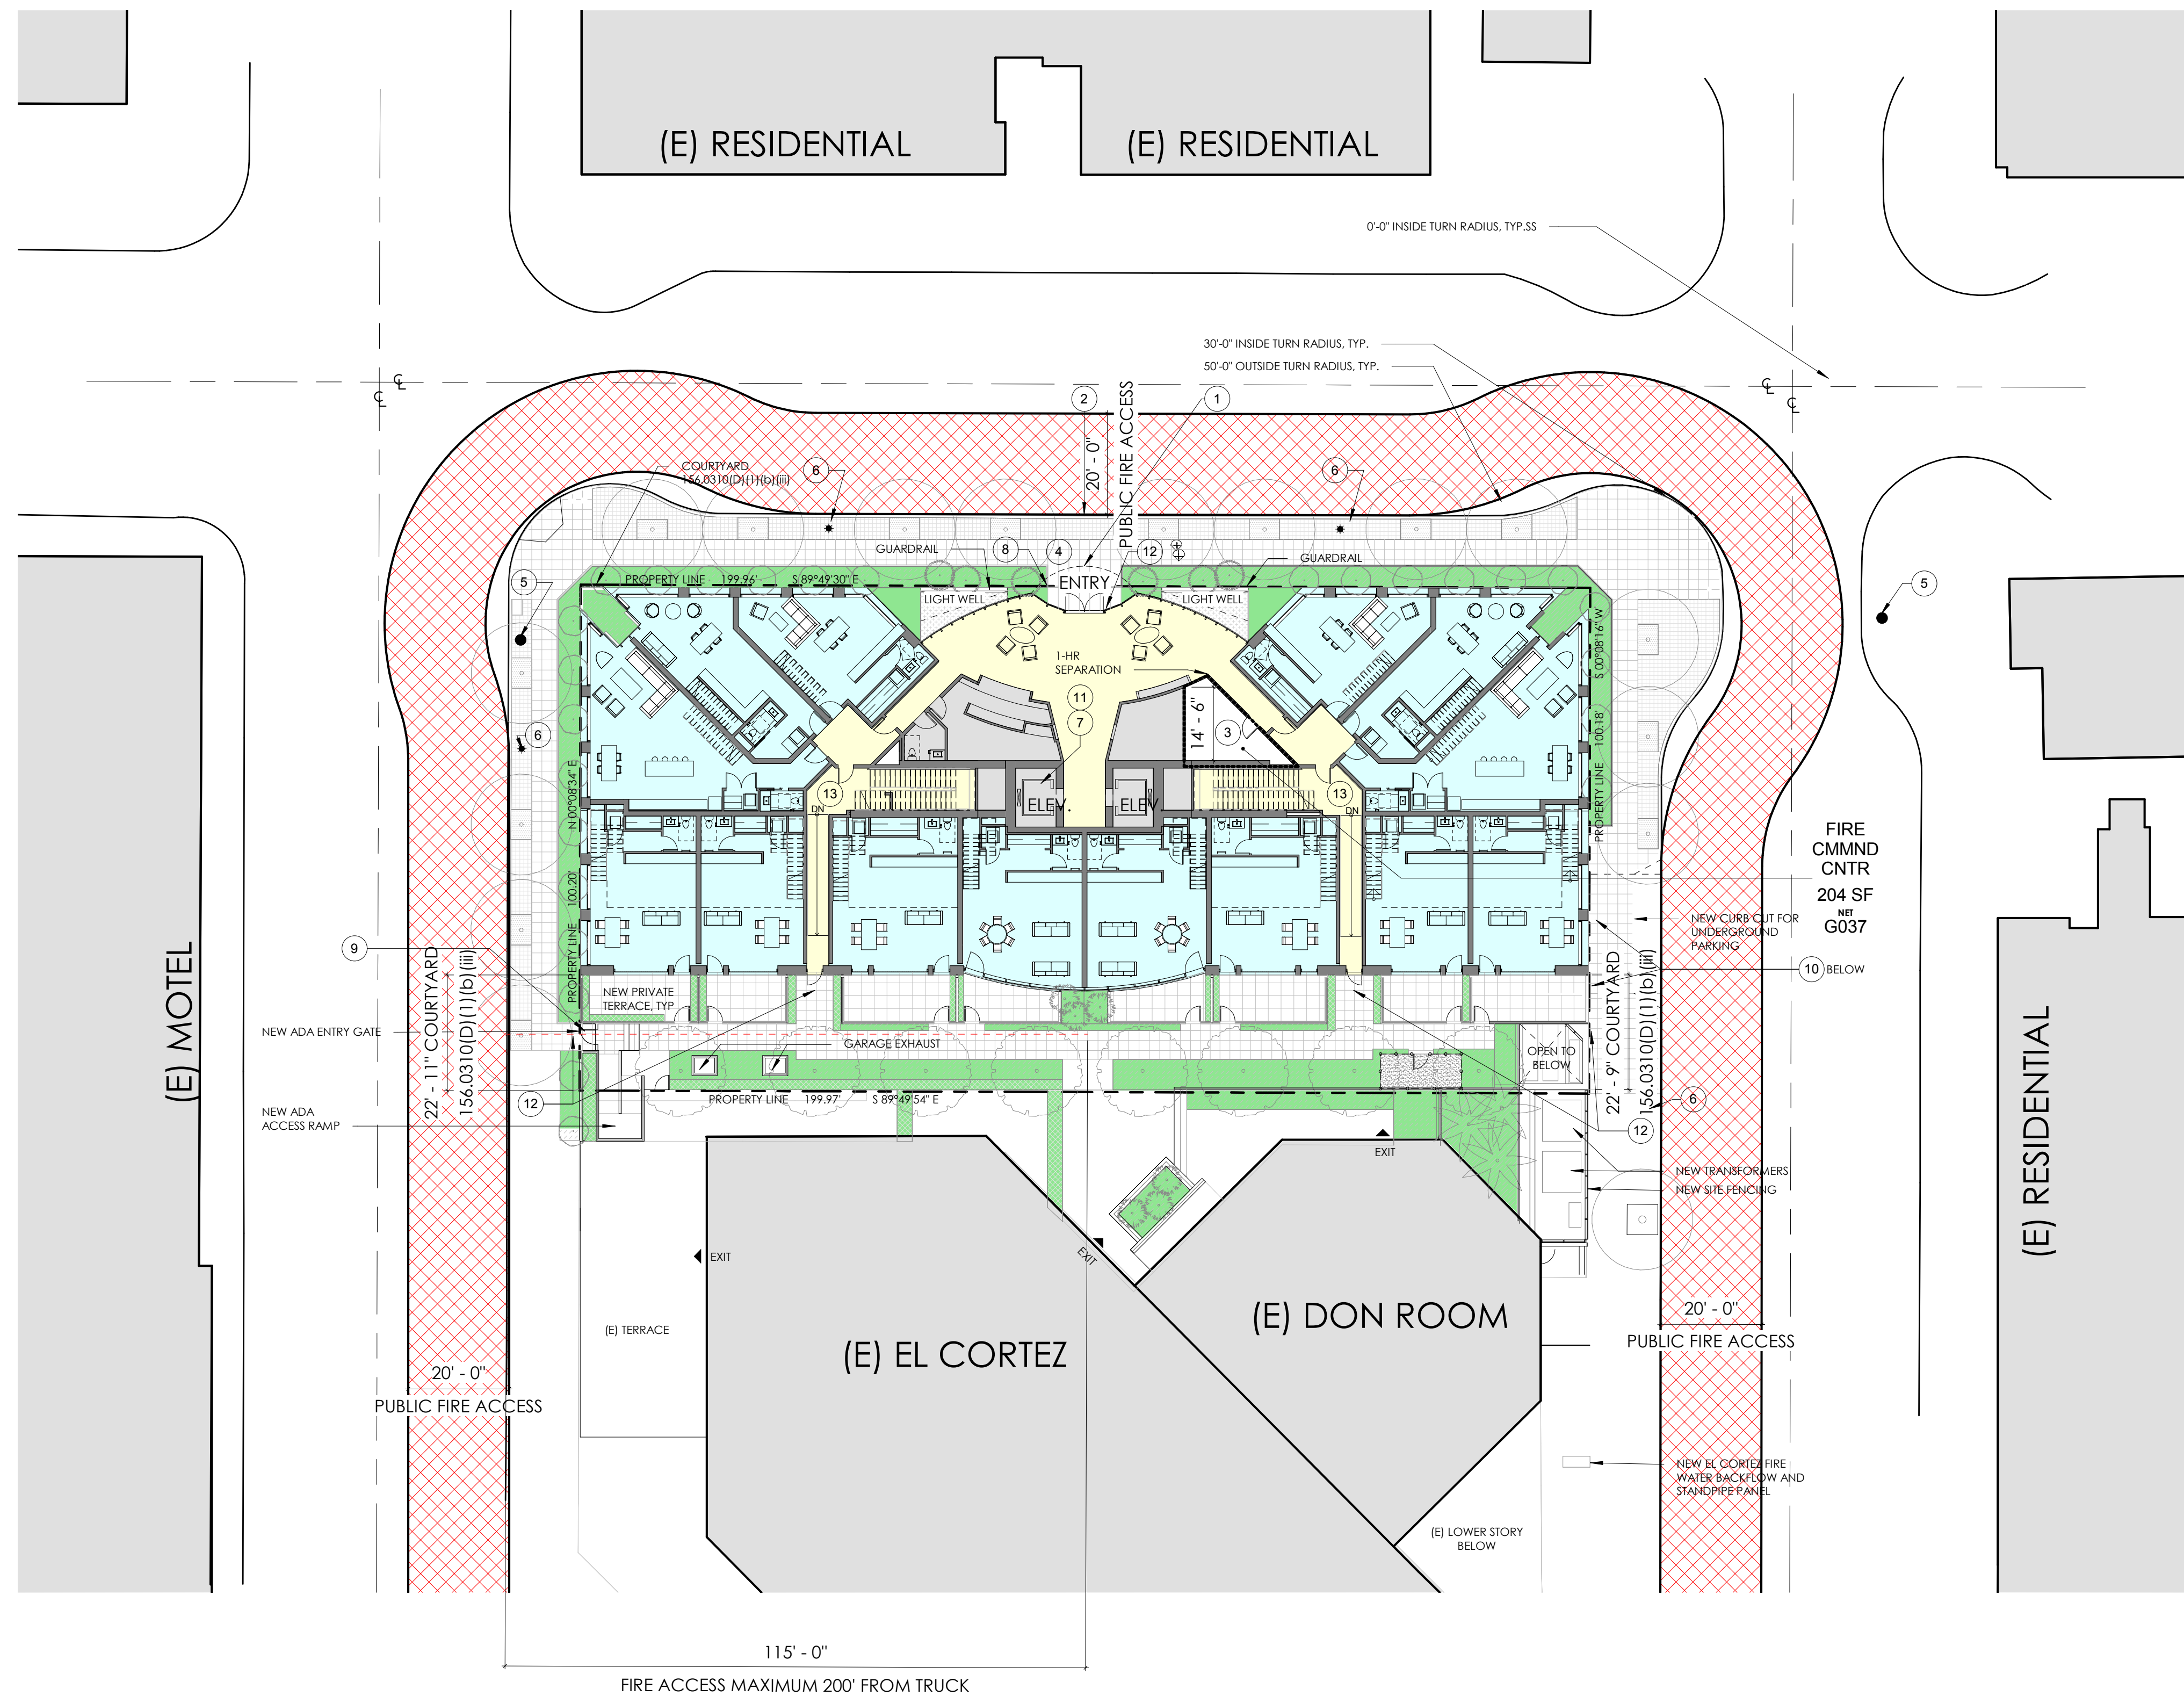 (E) RESIDENTIAL
(E) RESIDENTIAL
0'-0" INSIDE TURN RADIUS, TYP.SS
30'-0" INSIDE TURN RADIUS, TYP.
50'-0" OUTSIDE TURN RADIUS, TYP.
℄
℄
℄
℄
2
1
20' - 0"
PUBLIC FIRE ACCESS
COURTYARD
156.0310(D)(1)(b)(iii)
6
6
GUARDRAIL
8
4
12
GUARDRAIL
5
5
PROPERTY LINE 199.96' S 89°49'30" E
ENTRY
LIGHT WELL
LIGHT WELL
S 00°08'16" W
100.18'
PROPERTY LINE
1-HR
SEPARATION
11
7
14' - 6"
3
6
N 00°08'34" E
100.20'
PROPERTY LINE
13
DN
ELEV.
ELEV.
13
DN
FIRE
CMMND
CNTR
204 SF
NET
G037
NEW CURB CUT FOR
UNDERGROUND
PARKING
10 BELOW
9
22' - 11" COURTYARD
156.0310(D)(1)(b)(iii)
22' - 9" COURTYARD
156.0310(D)(1)(b)(iii)
NEW PRIVATE
TERRACE, TYP
NEW ADA ENTRY GATE
GARAGE EXHAUST
OPEN TO
BELOW
(E) MOTEL
(E) RESIDENTIAL
12
PROPERTY LINE 199.97' S 89°49'54" E
6
12
NEW ADA
ACCESS RAMP
EXIT
NEW TRANSFORMERS
NEW SITE FENCING
EXIT
EXIT
(E) TERRACE
(E) EL CORTEZ
(E) DON ROOM
20' - 0"
PUBLIC FIRE ACCESS
20' - 0"
PUBLIC FIRE ACCESS
NEW EL CORTEZ FIRE
WATER BACKFLOW AND
STANDPIPE PANEL
(E) LOWER STORY
BELOW
115' - 0"
FIRE ACCESS MAXIMUM 200' FROM TRUCK